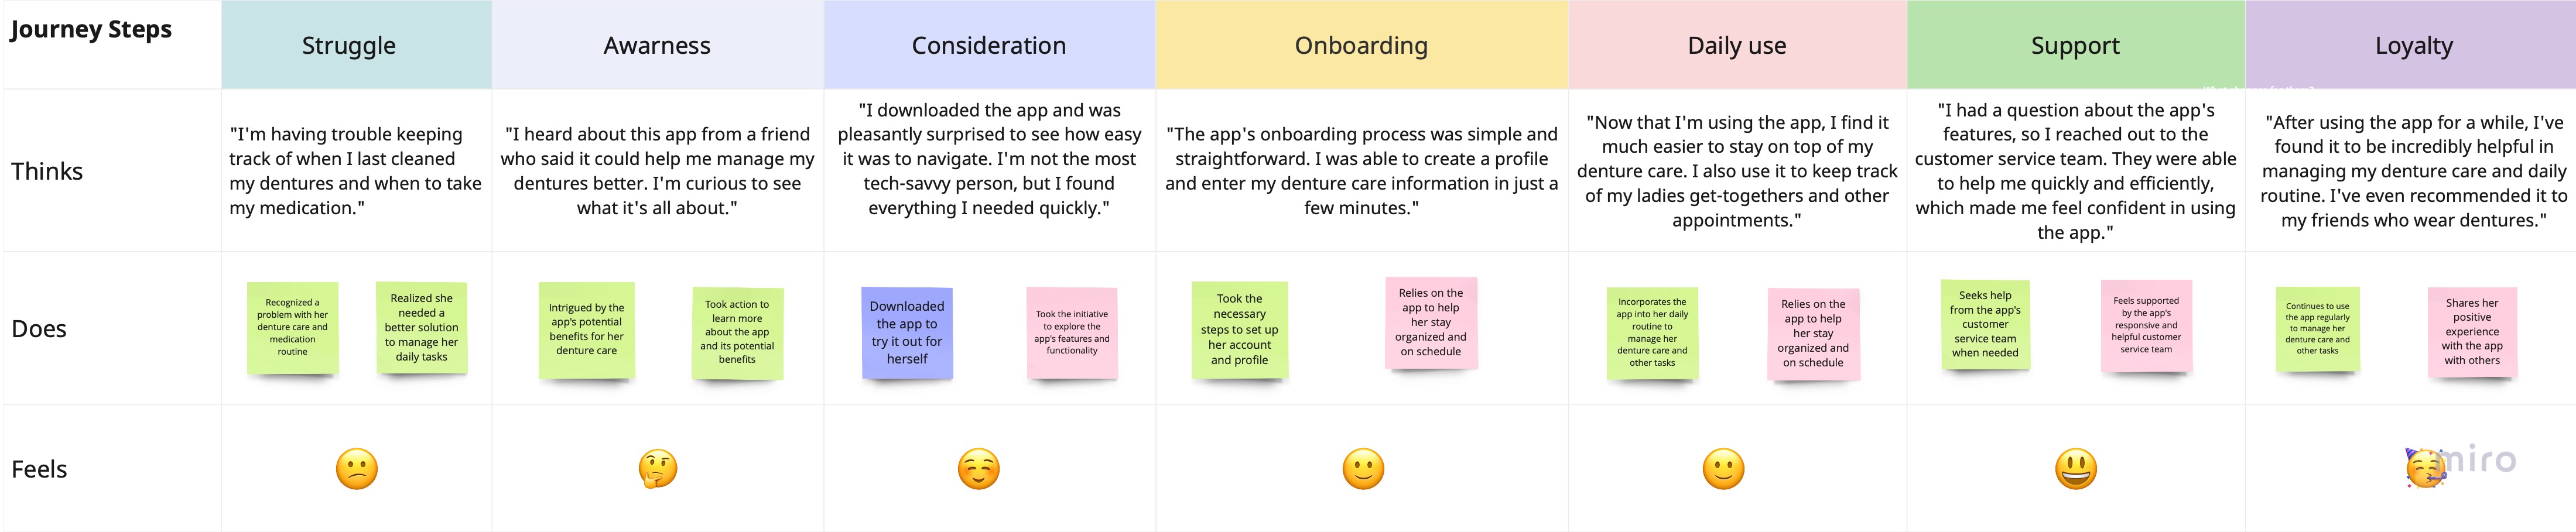 Journey Steps
Struggle
Awarness
Consideration
Onboarding
Daily use
Support
Loyalty
Thinks
"I'm having trouble keeping
track of when I last cleaned
my dentures and when to take
my medication."
"I heard about this app from a friend
who said it could help me manage my
dentures better. I'm curious to see
what it's all about."
"I downloaded the app and was
pleasantly surprised to see how easy
it was to navigate. I'm not the most
tech-savvy person, but I found
everything I needed quickly."
"The app's onboarding process was simple and
straightforward. I was able to create a profile
and enter my denture care information in just a
few minutes."
"Now that I'm using the app, I find it
much easier to stay on top of my
denture care. I also use it to keep track
of my ladies get-togethers and other
appointments."
"I had a question about the app's
features, so I reached out to the
customer service team. They were able
to help me quickly and efficiently,
which made me feel confident in using
the app."
"After using the app for a while, I've
found it to be incredibly helpful in
managing my denture care and daily
routine. I've even recommended it to
my friends who wear dentures."
Does
Recognized a
problem with her
denture care and
medication
routine
Realized she
needed a
better solution
to manage her
daily tasks
Intrigued by the
app's potential
benefits for her
denture care
Took action to
learn more
about the app
and its potential
benefits
Downloaded
the app to
try it out for
herself
Took the initiative
to explore the
app's features and
functionality
Took the
necessary
steps to set up
her account
and profile
Relies on the
app to help
her stay
organized and
on schedule
Incorporates the
app into her daily
routine to
manage her
denture care and
other tasks
Relies on the
app to help
her stay
organized and
on schedule
Seeks help
from the app's
customer
service team
when needed
Feels supported
by the app's
responsive and
helpful customer
service team
Continues to use
the app regularly
to manage her
denture care and
other tasks
Shares her
positive
experience
with the app
with others
Feels
miro